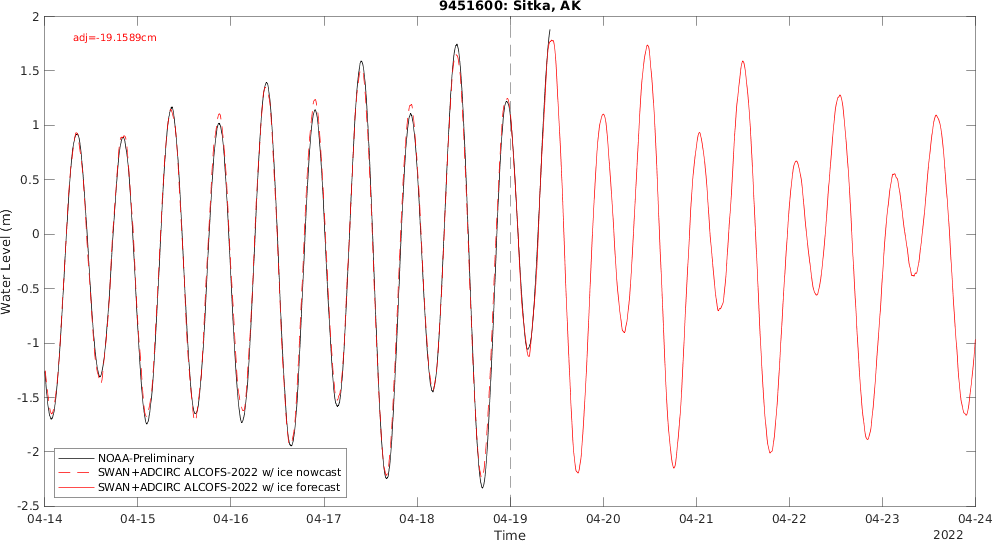 9451600: Sitka, AK
adj=-19.1589cm
Water Level (m)
2
1.5
1
0.5
0
-0.5
-1
-1.5
-2
-2.5
NOAA-Preliminary
SWAN+ADCIRC ALCOFS-2022 w/ ice nowcast
SWAN+ADCIRC ALCOFS-2022 w/ ice forecast
04-14 04-15 04-16 04-17 04-18 04-19 04-20 04-21 04-22 04-23 04-24
Time
2022